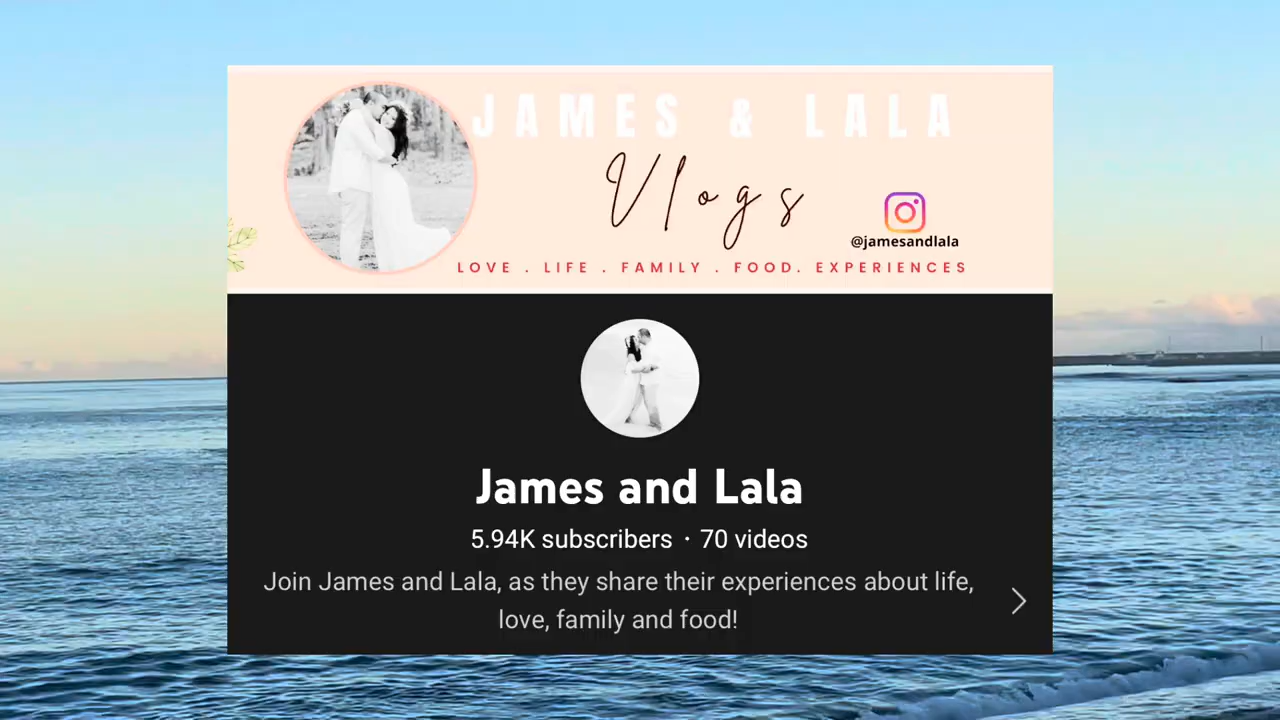 JAMES & LALA
Vlogs
@jamesandlala
LOVE . LIFE . FAMILY . FOOD. EXPERIENCES
James and Lala
5.94K subscribers · 70 videos
Join James and Lala, as they share their experiences about life,
love, family and food!